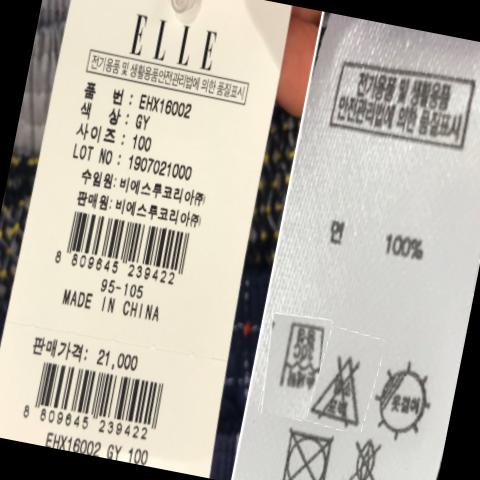 ELLE
전기용품 및 생활용품안전관리법에 의한 품질표시
품 번 : EHX16002
색 상 : GY
사이즈 : 100
LOT NO : 1907021000
수입원: 비에스루코리아㈜
판매원: 비에스루코리아㈜
8 809645 239422
95-105
MADE IN CHINA
판매가격: 21,000
8 809645 239422
EHX16002 GY 100
전기용품 및 생활용품
안전관리법에 의한 품질표시
면 100%
옷걸이